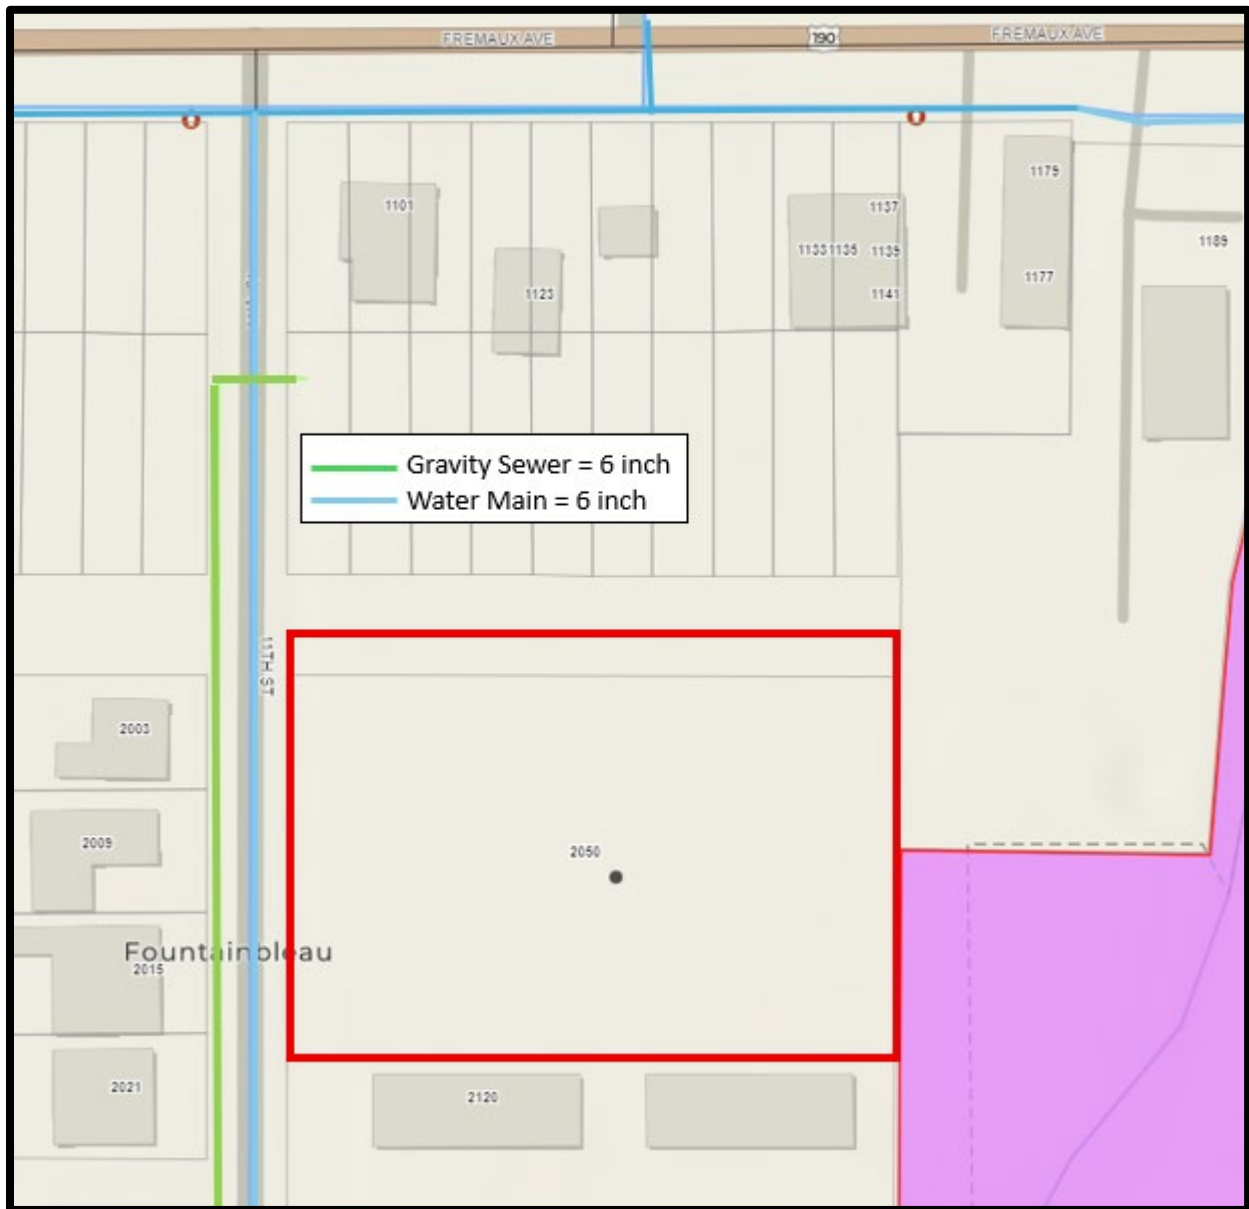 FREMAUX AVE
190
FREMAUX AVE
1179
1101
1137
1133 1135 1139
1189
1177
1123
1141
Gravity Sewer = 6 inch
Water Main = 6 inch
11TH ST
2003
2009
2050
Fountainbleau
2015
2021
2120